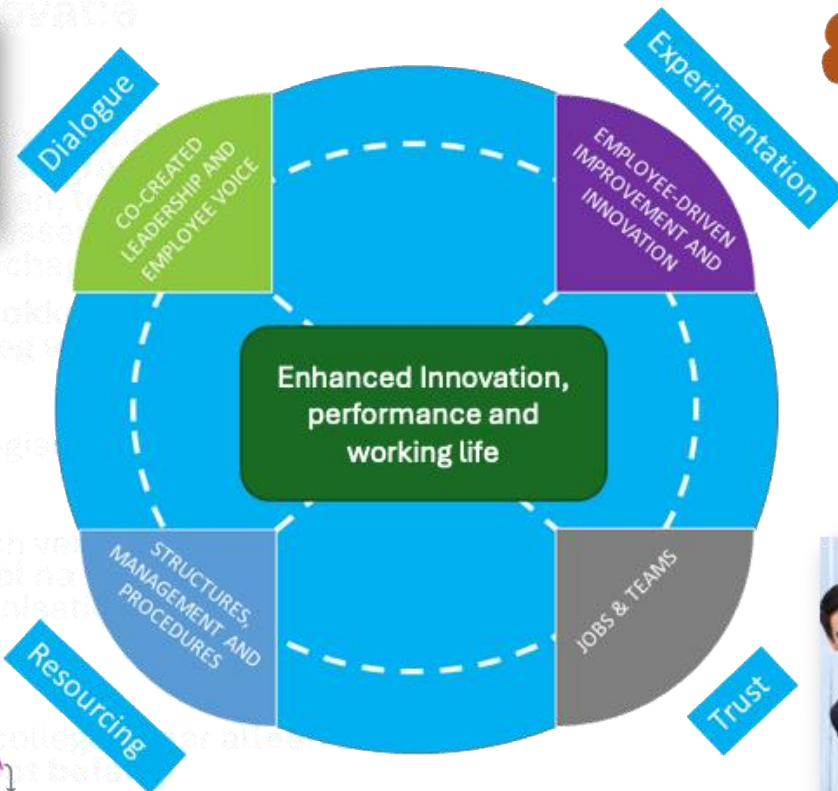 Dialogue
Experimentation
CO-CREATED
LEADERSHIP AND
EMPLOYEE VOICE
EMPLOYEE-DRIVEN
IMPROVEMENT AND
INNOVATION
Enhanced Innovation,
performance and
working life
STRUCTURES,
MANAGEMENT AND
PROCEDURES
JOBS & TEAMS
Resourcing
Trust